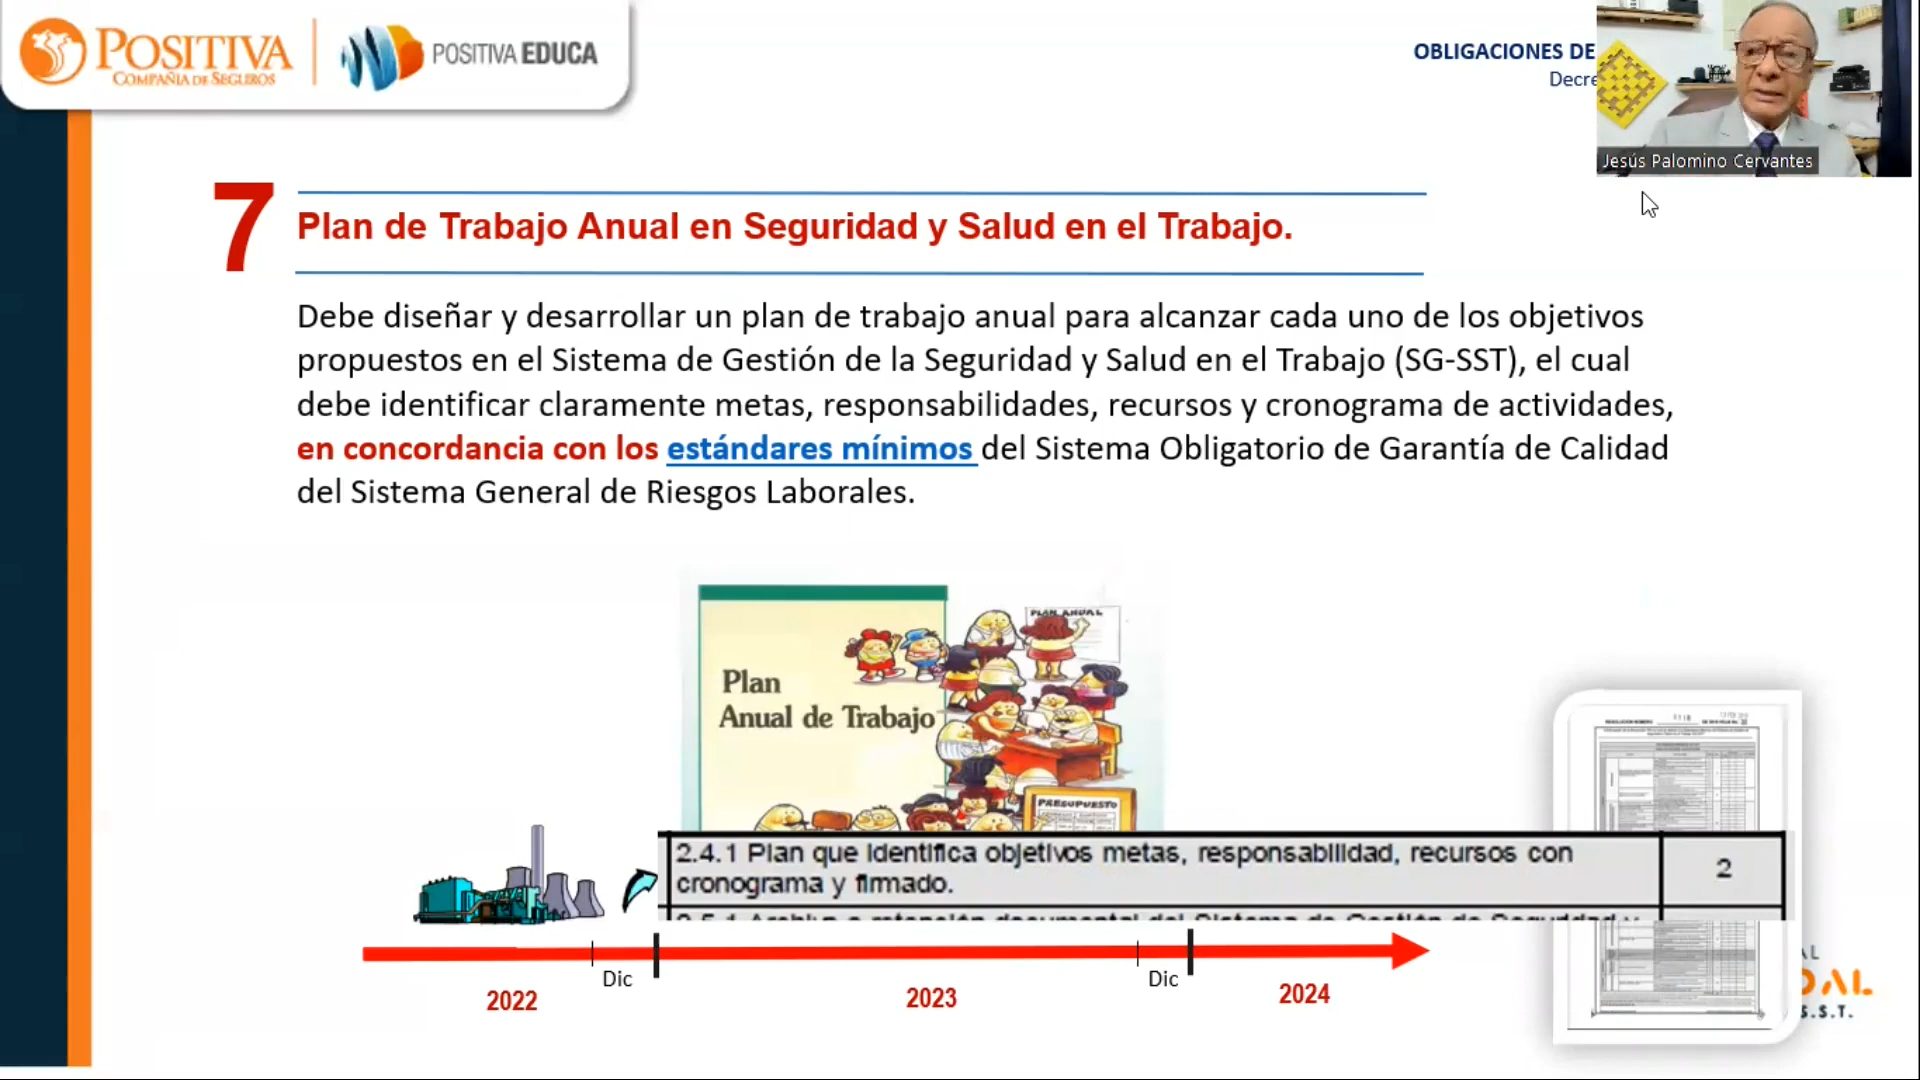 POSITIVA
COMPAÑIA DE SEGUROS
POSITIVA EDUCA
OBLIGACIONES DE
Decre
Jesús Palomino Cervantes
7
Plan de Trabajo Anual en Seguridad y Salud en el Trabajo.
Debe diseñar y desarrollar un plan de trabajo anual para alcanzar cada uno de los objetivos
propuestos en el Sistema de Gestión de la Seguridad y Salud en el Trabajo (SG-SST), el cual
debe identificar claramente metas, responsabilidades, recursos y cronograma de actividades,
en concordancia con los estándares mínimos del Sistema Obligatorio de Garantía de Calidad
del Sistema General de Riesgos Laborales.
PLAN ANUAL
Plan
Anual de Trabajo
PRESUPUESTO
2.4.1 Plan que identifica objetivos metas, responsabilidad, recursos con
cronograma y firmado.
2
Dic
Dic
2022
2023
2024
S.S.T.